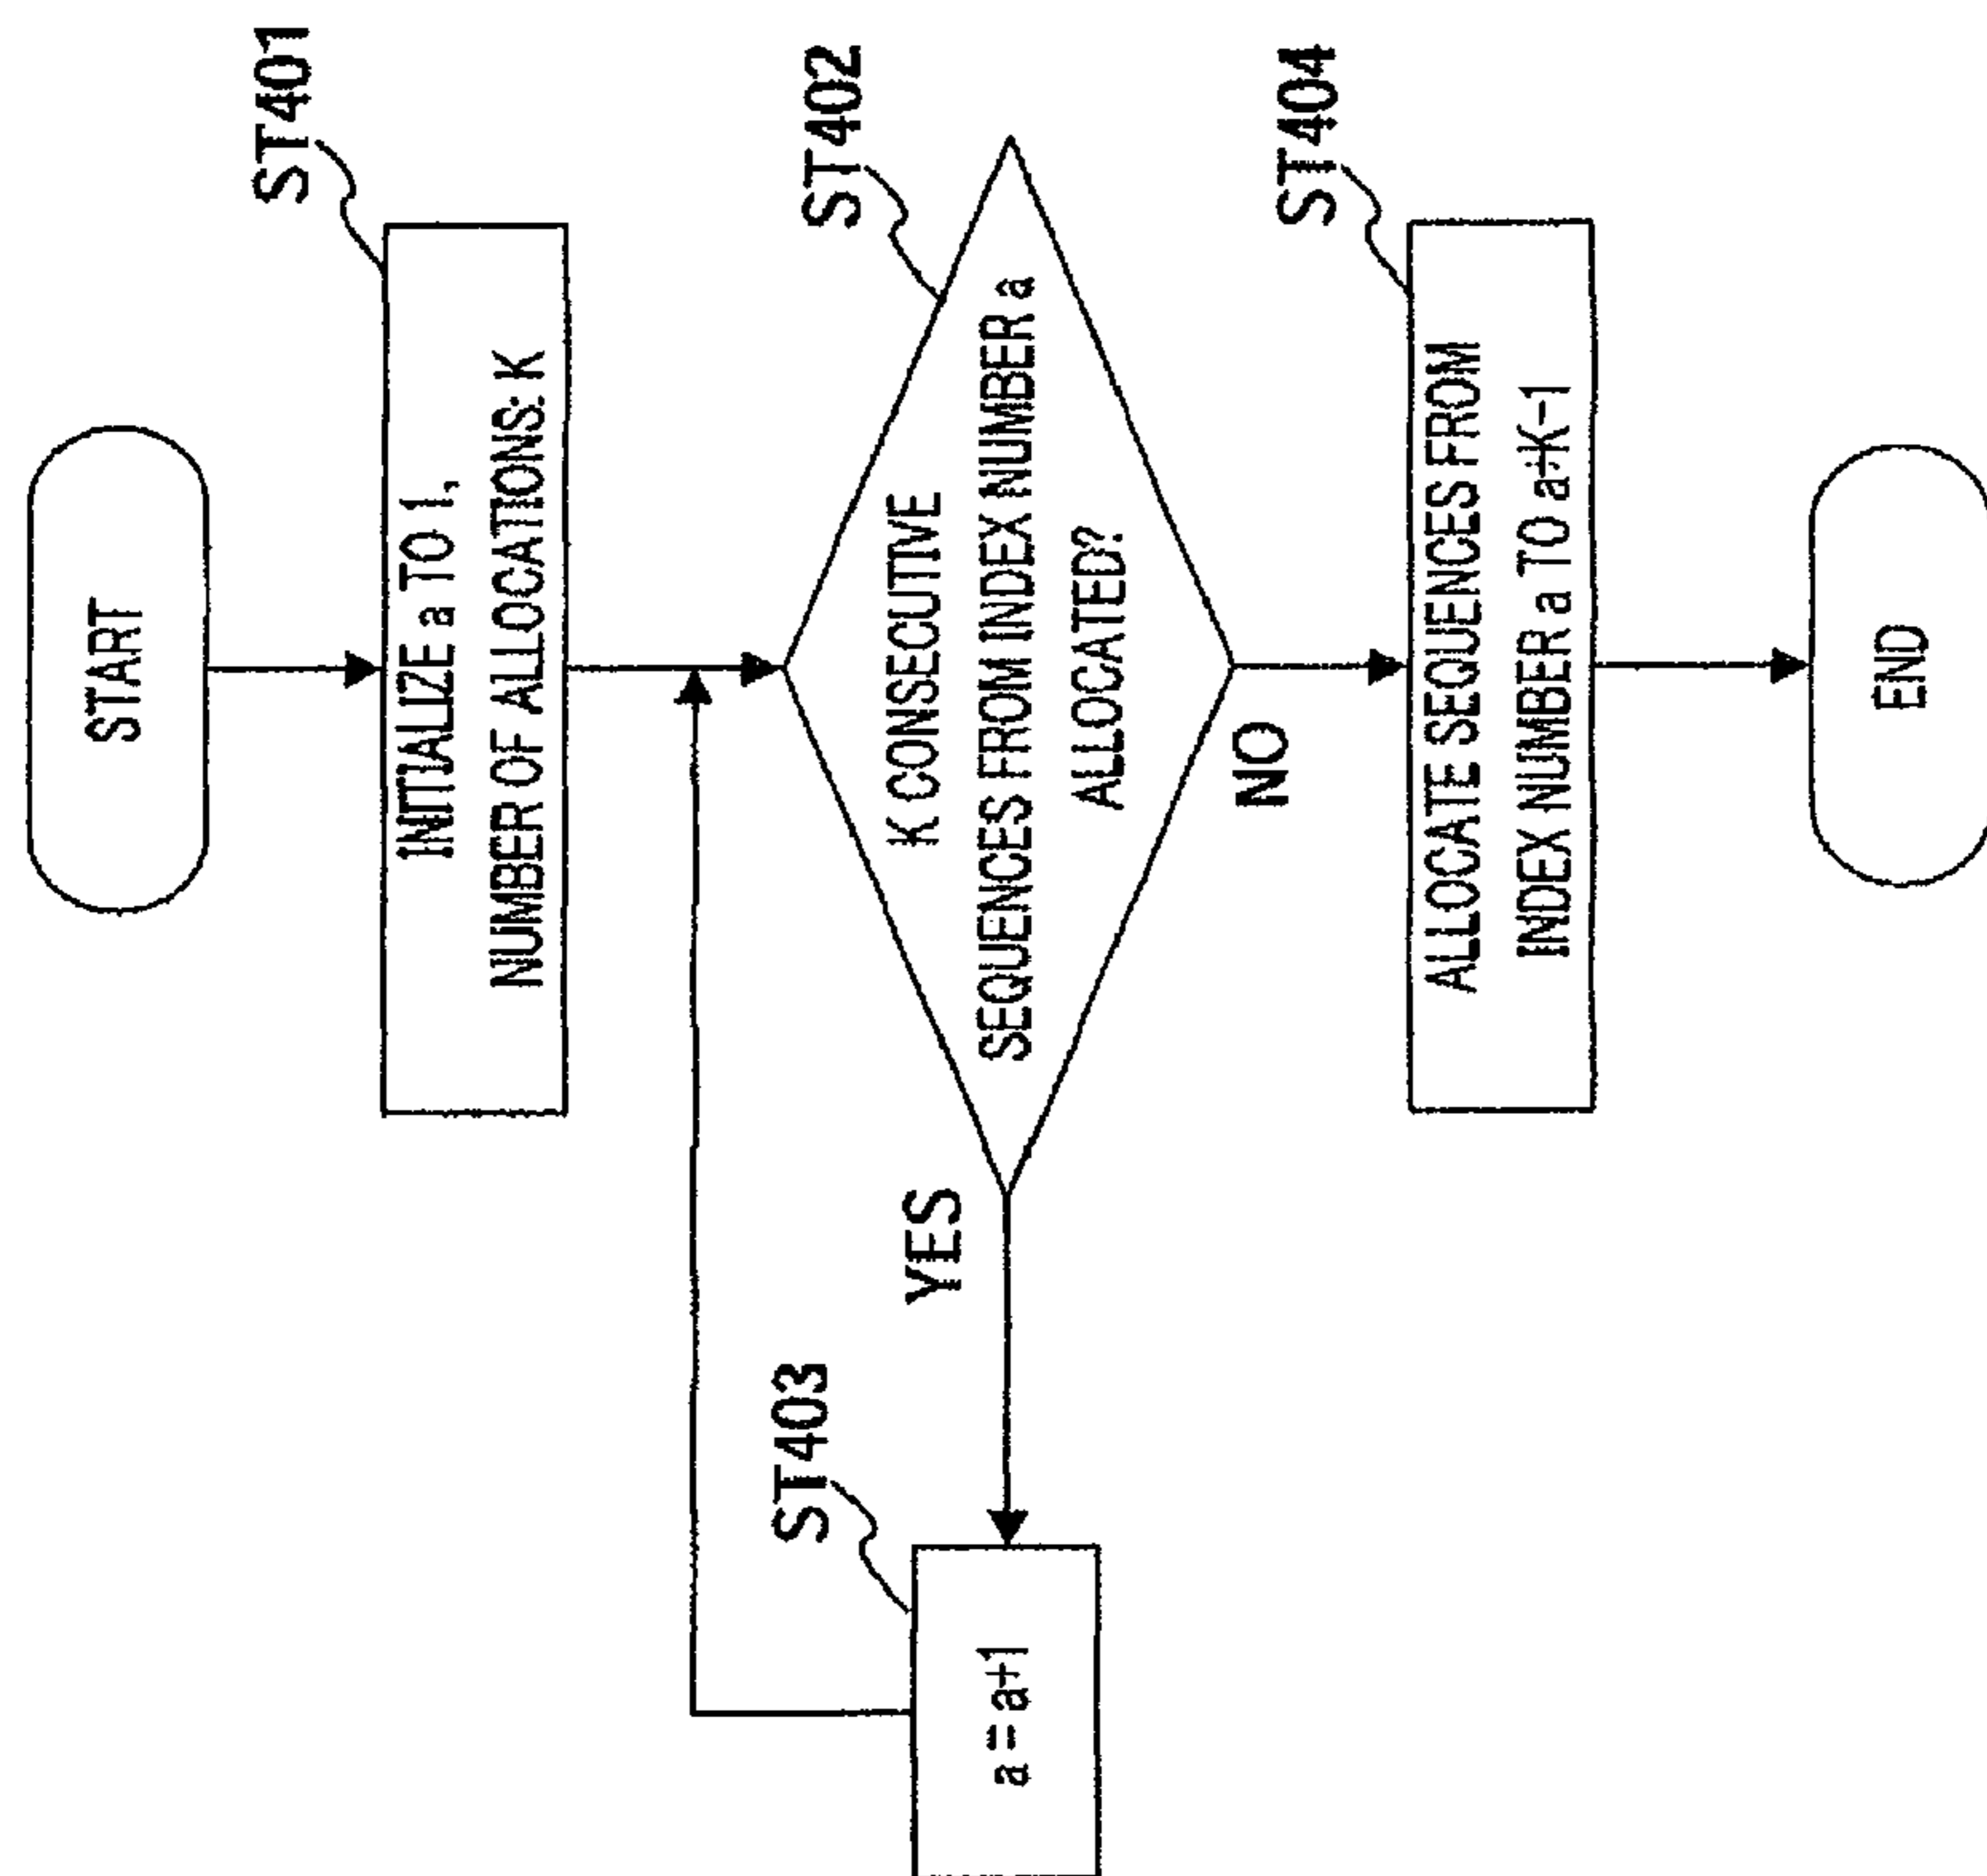 START
ST401
INITIALIZE a TO 1,
NUMBER OF ALLOCATIONS: K
ST402
K CONSECUTIVE
SEQUENCES FROM INDEX NUMBER a
ALLOCATED?
YES
NO
ST403
a = a+1
ST404
ALLOCATE SEQUENCES FROM
INDEX NUMBER a TO a+K-1
END